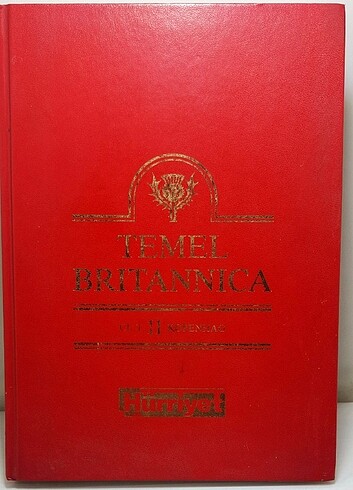 TEMEL
BRITANNICA
11
Hürriyet